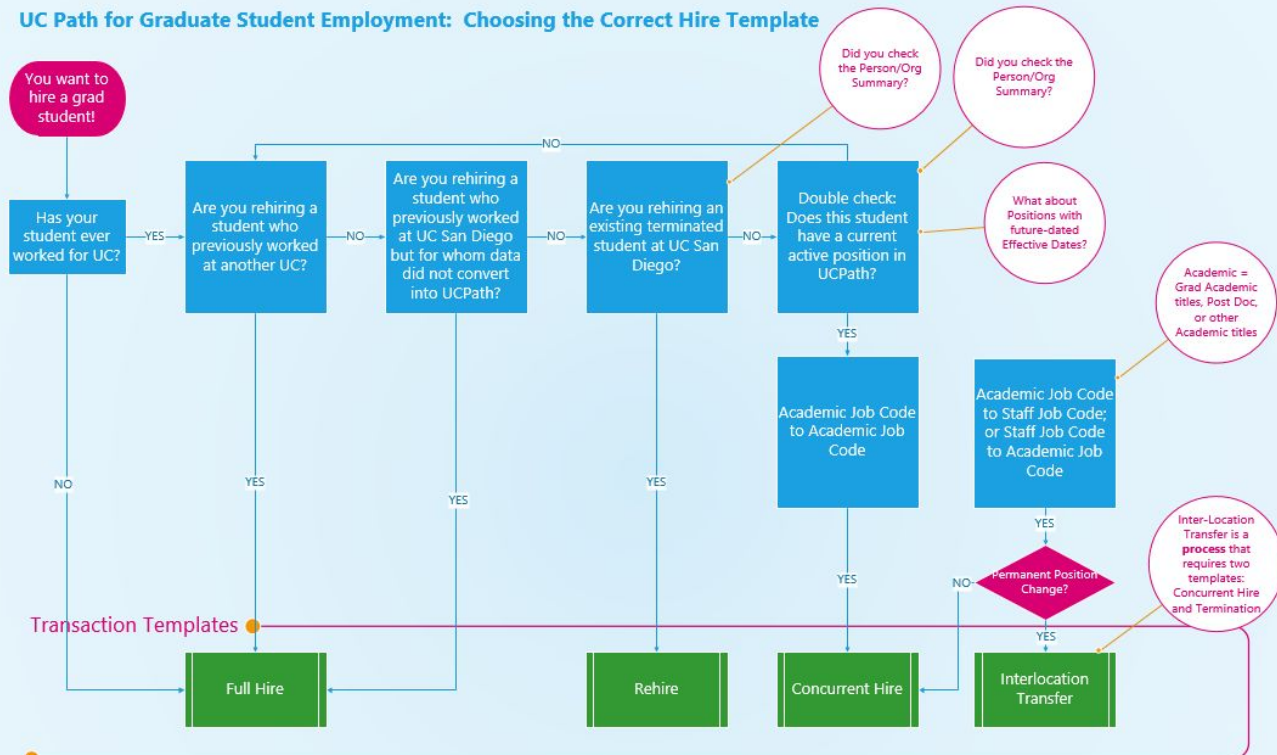 UC Path for Graduate Student Employment: Choosing the Correct Hire Template
Did you check
the Person/Org
Summary?
Did you check the
Person/Org
Summary?
You want to
hire a grad
student!
NO
Has your
student ever
worked for UC?
YES
Are you rehiring a
student who
previously worked
at another UC?
NO
Are you rehiring a
student who
previously worked
at UC San Diego
but for whom data
did not convert
into UCPath?
NO
Are you rehiring an
existing terminated
student at UC San
Diego?
NO
Double check:
Does this student
have a current
active position in
UCPath?
What about
Positions with
future-dated
Effective Dates?
Academic =
Grad Academic
titles, Post Doc,
or other
Academic titles
YES
Academic Job Code
to Academic Job
Code
Academic Job Code
to Staff Job Code;
or Staff Job Code
to Academic Job
Code
NO
YES
YES
YES
YES
YES
Permanent Position
Change?
NO
YES
Inter-Location
Transfer is a
process that
requires two
templates:
Concurrent Hire
and Termination
Transaction Templates
Full Hire
Rehire
Concurrent Hire
Interlocation
Transfer